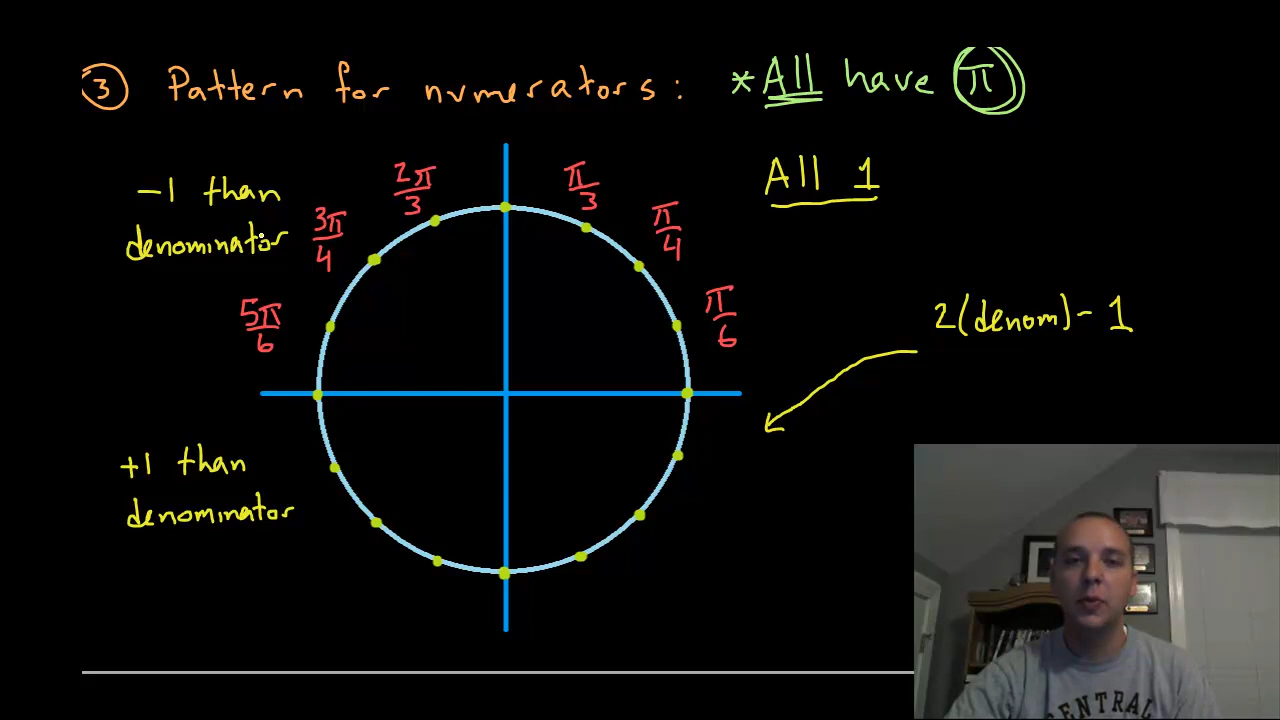 3 Pattern for numerators: *All have π
All 1
-1 than
denominator
2π/3
π/3
3π/4
π/4
5π/6
π/6
2(denom)-1
+1 than
denominator
CENTRAL